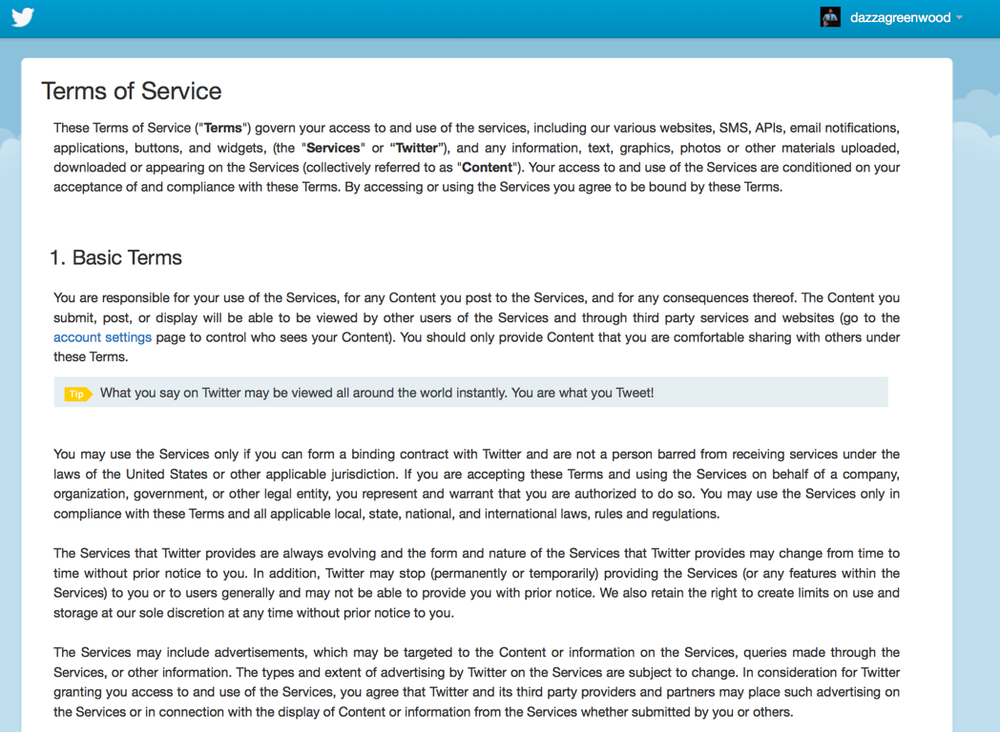 dazzagreenwood
Terms of Service
These Terms of Service ("Terms") govern your access to and use of the services, including our various websites, SMS, APIs, email notifications,
applications, buttons, and widgets, (the "Services" or “Twitter”), and any information, text, graphics, photos or other materials uploaded,
downloaded or appearing on the Services (collectively referred to as "Content"). Your access to and use of the Services are conditioned on your
acceptance of and compliance with these Terms. By accessing or using the Services you agree to be bound by these Terms.
1. Basic Terms
You are responsible for your use of the Services, for any Content you post to the Services, and for any consequences thereof. The Content you
submit, post, or display will be able to be viewed by other users of the Services and through third party services and websites (go to the
account settings page to control who sees your Content). You should only provide Content that you are comfortable sharing with others under
these Terms.
Tip What you say on Twitter may be viewed all around the world instantly. You are what you Tweet!
You may use the Services only if you can form a binding contract with Twitter and are not a person barred from receiving services under the
laws of the United States or other applicable jurisdiction. If you are accepting these Terms and using the Services on behalf of a company,
organization, government, or other legal entity, you represent and warrant that you are authorized to do so. You may use the Services only in
compliance with these Terms and all applicable local, state, national, and international laws, rules and regulations.
The Services that Twitter provides are always evolving and the form and nature of the Services that Twitter provides may change from time to
time without prior notice to you. In addition, Twitter may stop (permanently or temporarily) providing the Services (or any features within the
Services) to you or to users generally and may not be able to provide you with prior notice. We also retain the right to create limits on use and
storage at our sole discretion at any time without prior notice to you.
The Services may include advertisements, which may be targeted to the Content or information on the Services, queries made through the
Services, or other information. The types and extent of advertising by Twitter on the Services are subject to change. In consideration for Twitter
granting you access to and use of the Services, you agree that Twitter and its third party providers and partners may place such advertising on
the Services or in connection with the display of Content or information from the Services whether submitted by you or others.